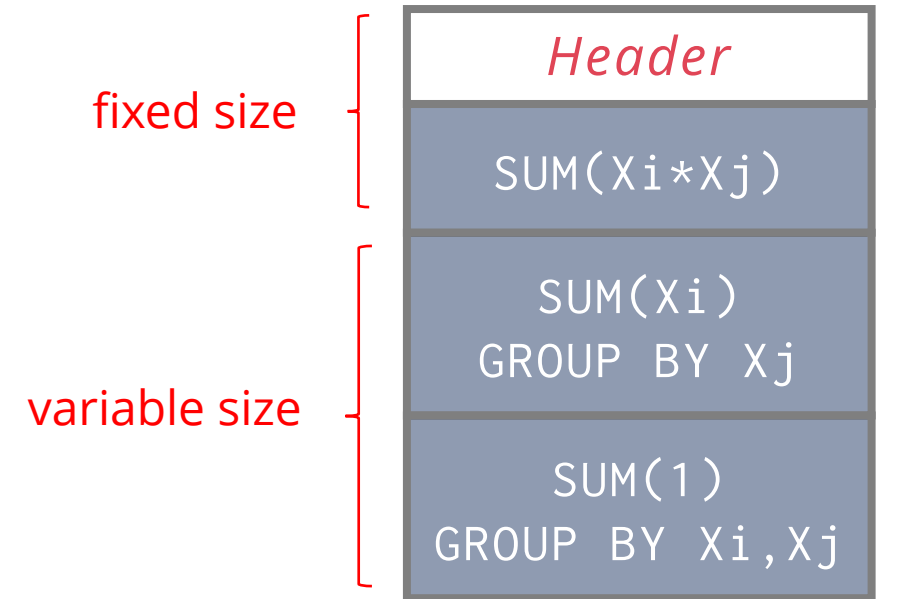 Header
fixed size
SUM(Xi*Xj)
SUM(Xi)
GROUP BY Xj
variable size
SUM(1)
GROUP BY Xi,Xj